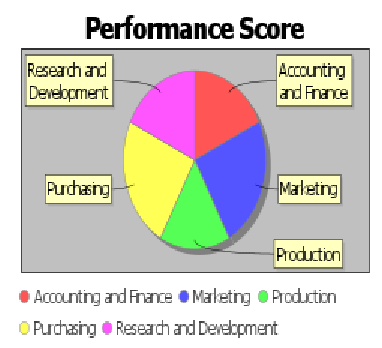 Performance Score
Research and
Development
Accounting
and Finance
Purchasing
Marketing
Production
Accounting and Finance Marketing Production
Purchasing Research and Development